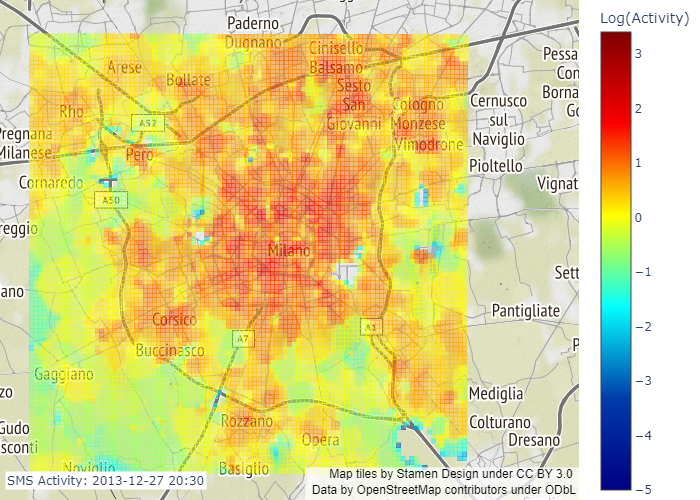 Paderno
Dugnano
Cinisello
Balsamo
Arese
Bollate
Sesto
San
Giovanni
Rho
Cologno
Monzese
Vimodrone
A52
Pero
Pregnana
Milanese
Cornaredo
A50
Pessa
Con
Borna
Go
Cernusco
sul
Naviglio
Pioltello
Vignat
reggio
Milano
Sett
ano
Pantigliate
Corsico
A7
A1
Buccinasco
Gaggiano
P
zo
Mediglia
Rozzano
Colturano
Gudo
Opera
Dresano
sconti
Noviglio
Basiglio
SMS Activity: 2013-12-27 20:30
Map tiles by Stamen Design under CC BY 3.0
Data by OpenStreetMap contributors under ODbL
Log(Activity)
3
2
1
0
−1
−2
−3
−4
−5